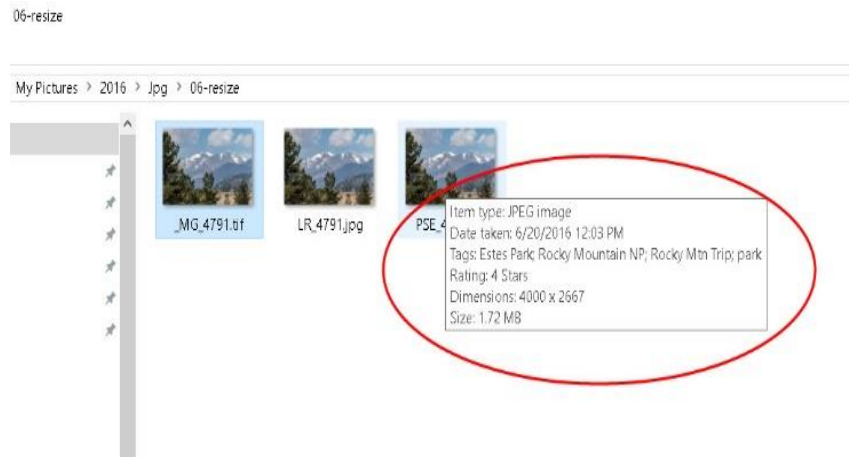 06-resize
My Pictures > 2016 > Jpg > 06-resize
_MG_4791.tif
LR_4791.jpg
PSE_4
Item type: JPEG image
Date taken: 6/20/2016 12:03 PM
Tags: Estes Park; Rocky Mountain NP; Rocky Mtn Trip; park
Rating: 4 Stars
Dimensions: 4000 x 2667
Size: 1.72 MB